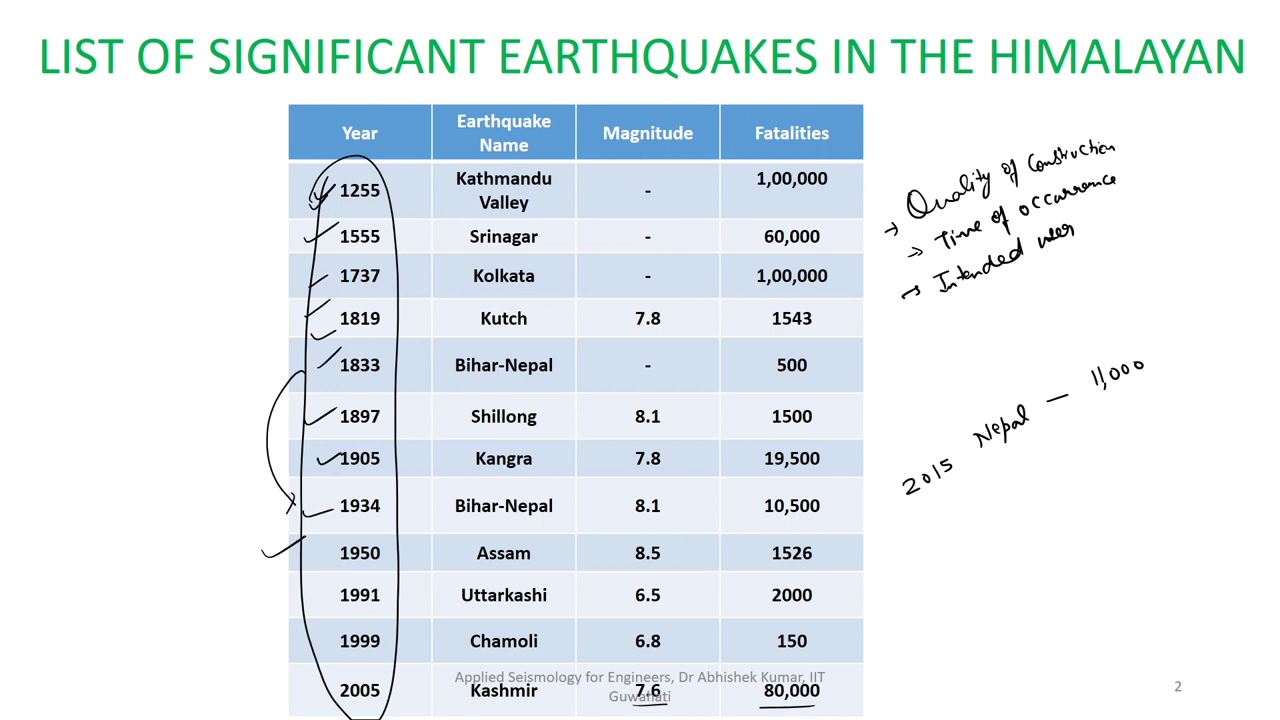 LIST OF SIGNIFICANT EARTHQUAKES IN THE HIMALAYAN
Year Earthquake Name Magnitude Fatalities
1255 Kathmandu Valley - 1,00,000
1555 Srinagar - 60,000
1737 Kolkata - 1,00,000
1819 Kutch 7.8 1543
1833 Bihar-Nepal - 500
1897 Shillong 8.1 1500
1905 Kangra 7.8 19,500
1934 Bihar-Nepal 8.1 10,500
1950 Assam 8.5 1526
1991 Uttarkashi 6.5 2000
1999 Chamoli 6.8 150
2005 Kashmir 7.6 80,000
→ Quality of Construction
→ Time of occurrence
→ Intended user
2015 Nepal — 11,000
Applied Seismology for Engineers, Dr Abhishek Kumar, IIT
Guwahati
2